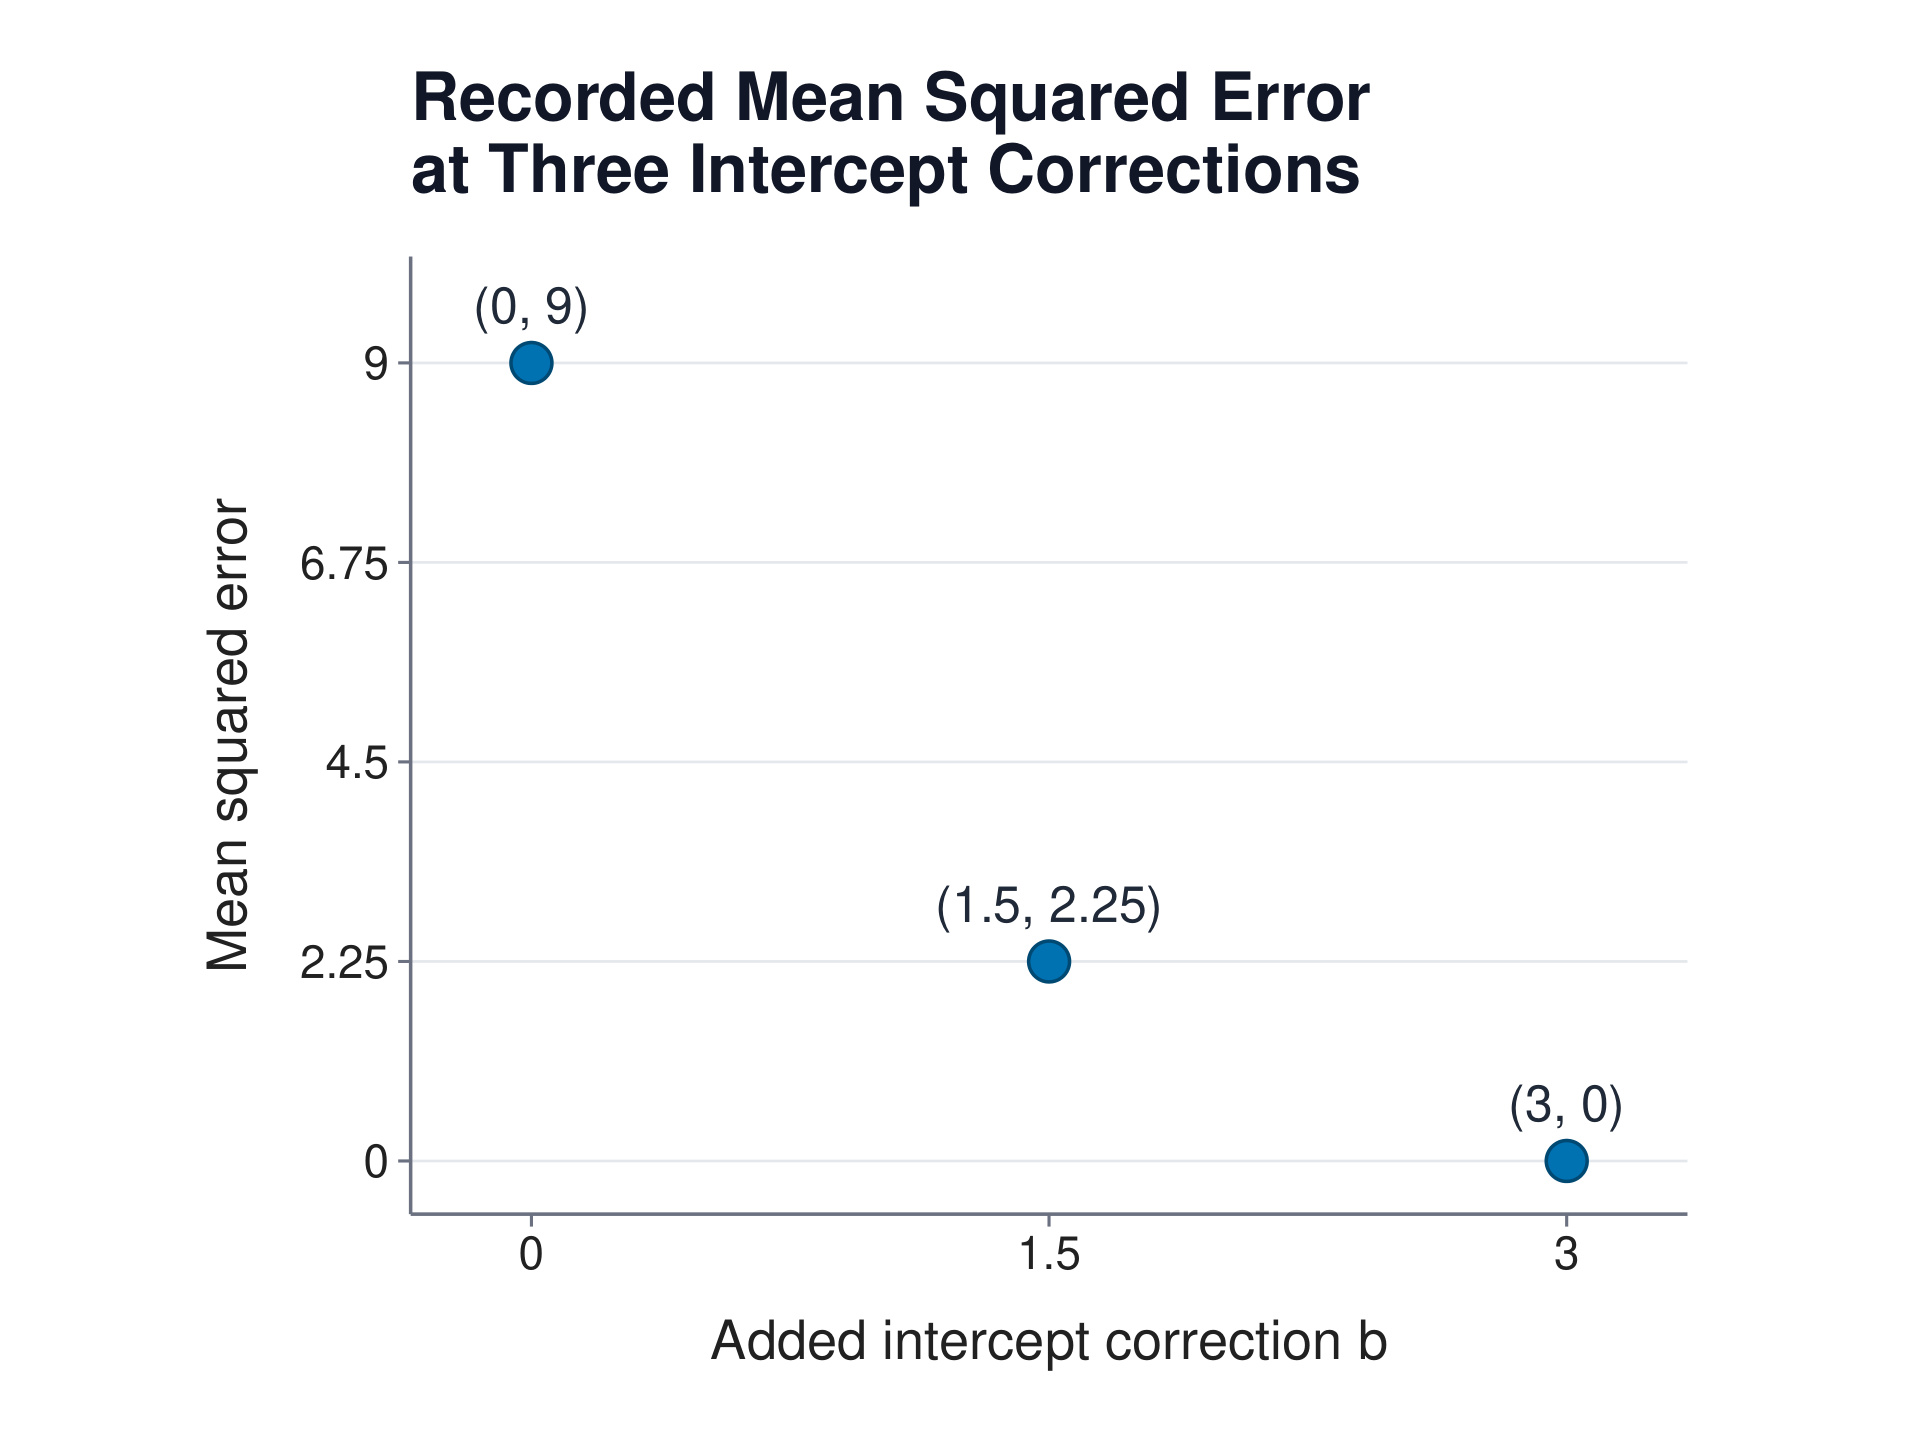 Recorded Mean Squared Error
at Three Intercept Corrections
(0, 9)
9
6.75
4.5
(1.5, 2.25)
2.25
(3, 0)
0
Mean squared error
0
1.5
3
Added intercept correction b